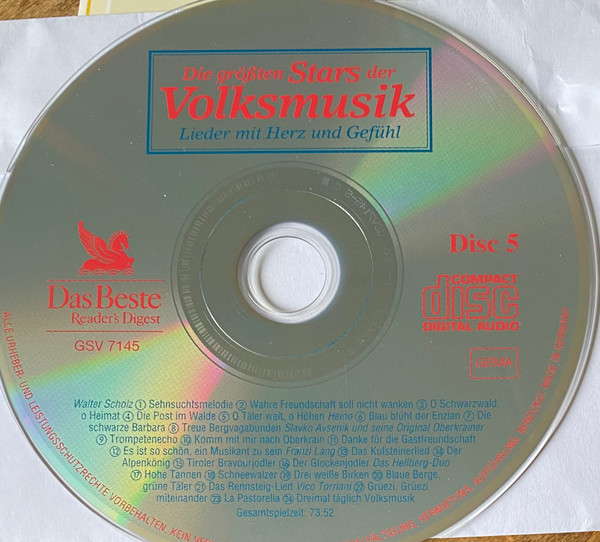 Die größten Stars der
Volksmusik
Lieder mit Herz und Gefühl
Disc 5
Das Beste
Reader's Digest
GSV 7145
COMPACT
disc
DIGITAL AUDIO
Walter Scholz ① Sehnsuchtsmelodie ② Wahre Freundschaft soll nicht wanken ③ O Schwarzwald
o Heimat ④ Die Post im Walde ⑤ O Täler weit, o Höhen Heino ⑥ Blau blüht der Enzian ⑦ Die
schwarze Barbara ⑧ Treue Bergvagabunden Slavko Avsenik und seine Original Oberkrainer
⑨ Trompetenecho ⑩ Komm mit mir nach Oberkrain ⑪ Danke für die Gastfreundschaft
⑫ Es ist so schön, ein Musikant zu sein Franzl Lang ⑬ Das Kufsteinerlied ⑭ Der
Alpenkönig ⑮ Tiroler Bravourjodler ⑯ Der Glockenjodler Das Hellberg-Duo
⑰ Hohe Tannen ⑱ Schneewalzer ⑲ Drei weiße Birken ⑳ Blaue Berge,
grüne Täler ㉑ Das Rennsteig-Lied Vico Torriani ㉒ Grüezi, Grüezi
miteinander ㉓ La Pastorella ㉔ Dreimal täglich Volksmusik
Gesamtspielzeit: 73.52
ALLE URHEBER- UND LEISTUNGSSCHUTZRECHTE VORBEHALTEN. KEIN